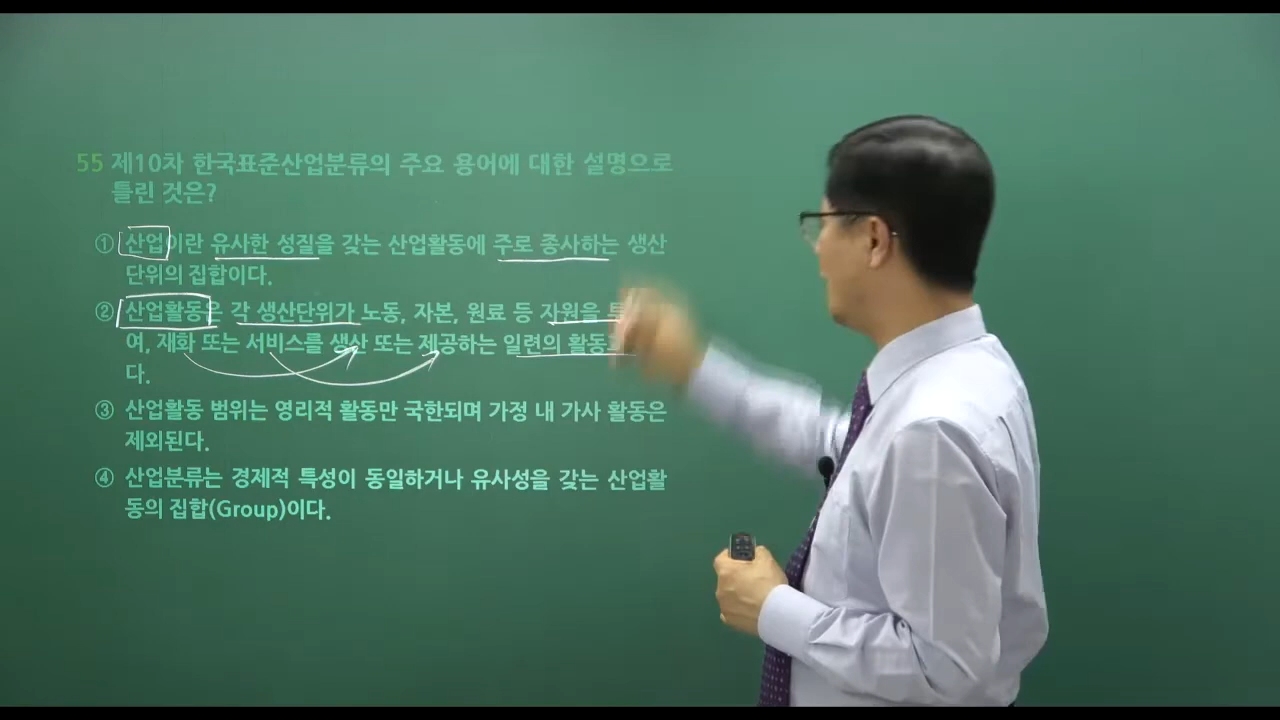 55 제10차 한국표준산업분류의 주요 용어에 대한 설명으로
틀린 것은?
① 산업이란 유사한 성질을 갖는 산업활동에 주로 종사하는 생산
단위의 집합이다.
② 산업활동은 각 생산단위가 노동, 자본, 원료 등 자원을
여, 재화 또는 서비스를 생산 또는 제공하는 일련의
다.
③ 산업활동 범위는 영리적 활동만 국한되며 가정 내 가사 활동은
제외된다.
④ 산업분류는 경제적 특성이 동일하거나 유사성을 갖는 산업활
동의 집합(Group)이다.